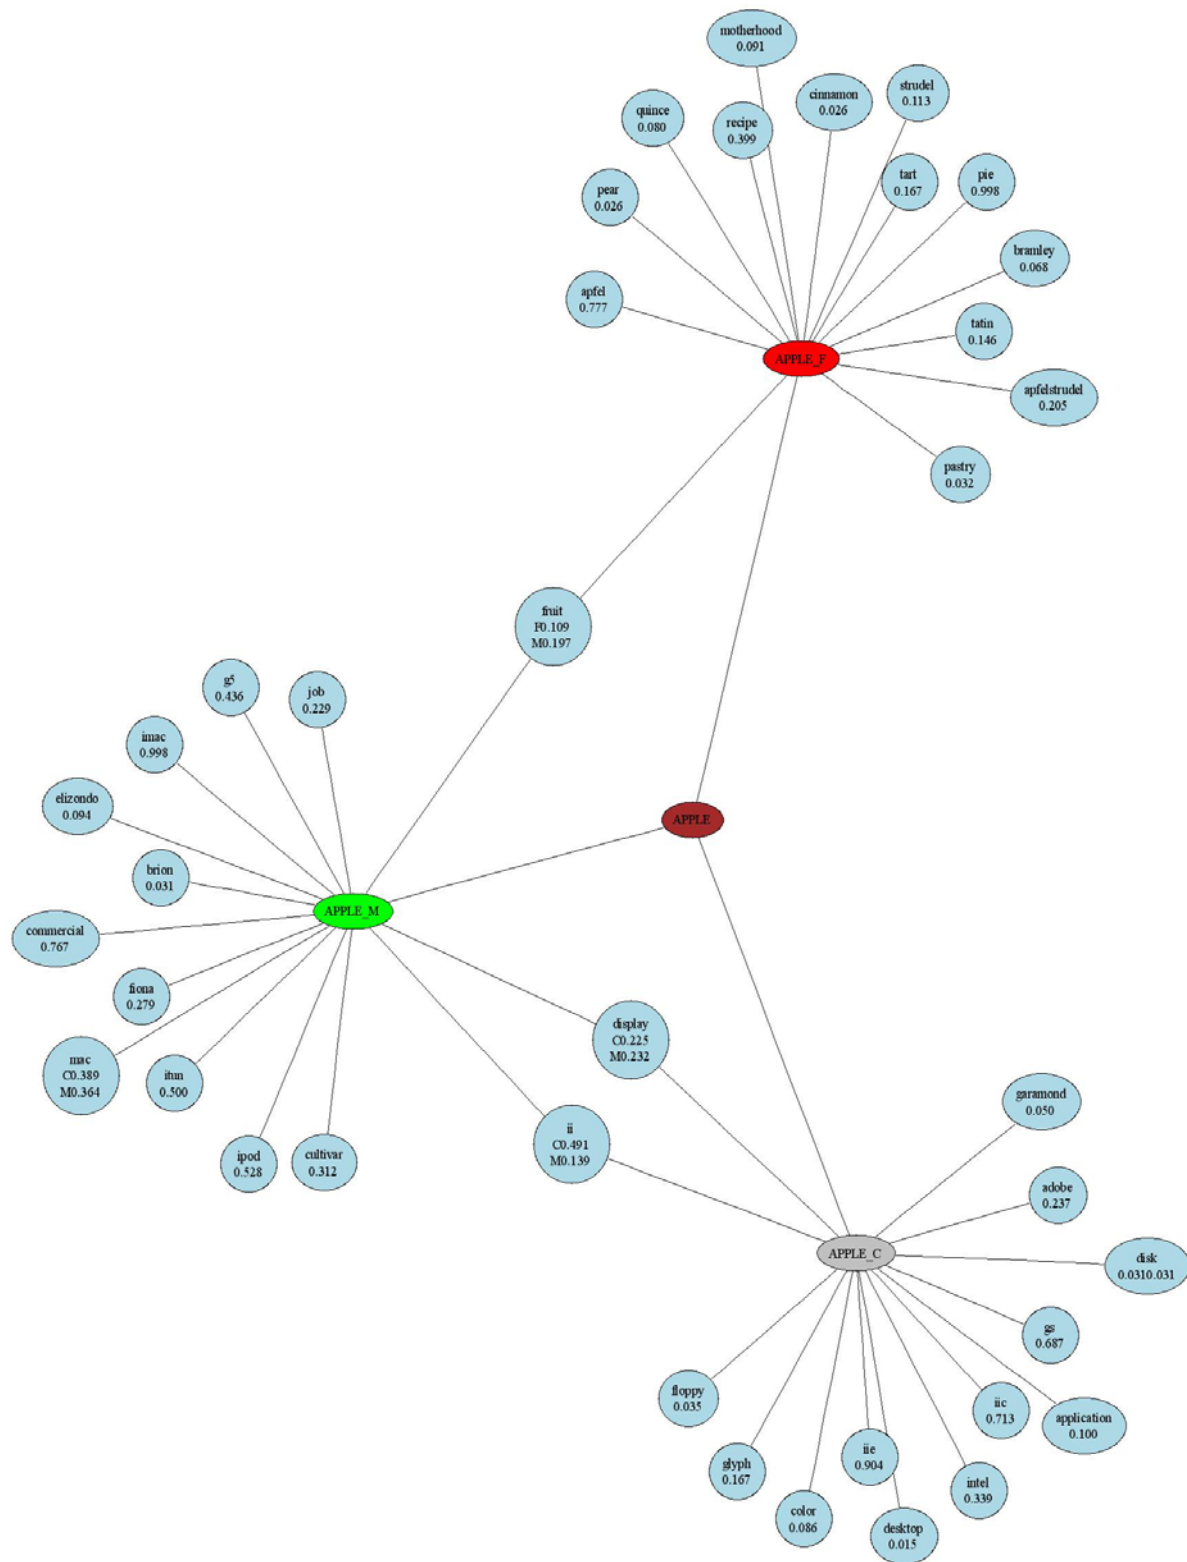 motherhood
0.091
cinnamon
0.026
strudel
0.113
quince
0.080
recipe
0.399
tart
0.167
pie
0.998
pear
0.026
bramley
0.068
apfel
0.777
tatin
0.146
APPLE_F
apfelstrudel
0.205
pastry
0.032
fruit
F0.109
M0.197
g5
0.436
job
0.229
imac
0.998
elizondo
0.094
APPLE
brion
0.031
APPLE_M
commercial
0.767
fiona
0.279
display
C0.225
M0.232
mac
C0.389
M0.364
itun
0.500
garamond
0.050
ii
C0.491
M0.139
ipod
0.528
cultivar
0.312
adobe
0.237
APPLE_C
disk
0.0310.031
gs
0.687
floppy
0.035
iic
0.713
application
0.100
glyph
0.167
iie
0.904
intel
0.339
color
0.086
desktop
0.015